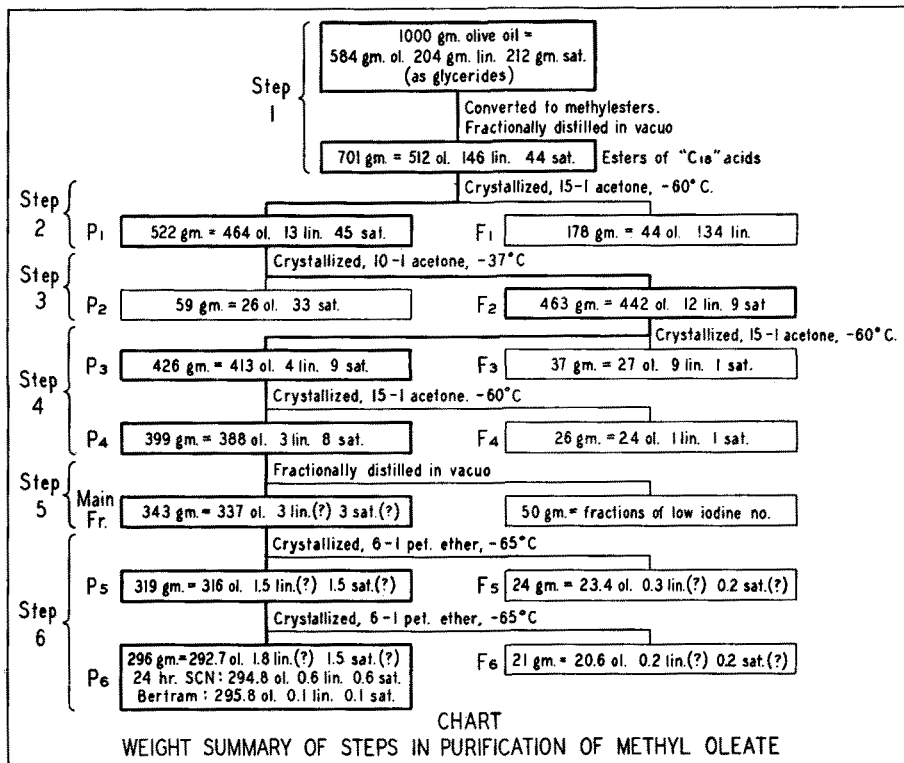 1000 gm. olive oil =
584 gm. ol. 204 gm. lin. 212 gm. sat.
(as glycerides)
Step
1
Converted to methylesters.
Fractionally distilled in vacuo
701 gm. = 512 ol. 146 lin. 44 sat.
Esters of "C18" acids
Crystallized, 15-1 acetone, -60°C.
Step
2
P1
522 gm. = 464 ol. 13 lin. 45 sat.
F1
178 gm. = 44 ol. 134 lin.
Crystallized, 10-1 acetone, -37°C
Step
3
P2
59 gm. = 26 ol. 33 sat.
F2
463 gm. = 442 ol. 12 lin. 9 sat
Crystallized, 15-1 acetone, -60°C.
Step
4
P3
426 gm. = 413 ol. 4 lin. 9 sat.
F3
37 gm. = 27 ol. 9 lin. 1 sat.
Crystallized, 15-1 acetone. -60°C
P4
399 gm. = 388 ol. 3 lin. 8 sat.
F4
26 gm. = 24 ol. 1 lin. 1 sat
Fractionally distilled in vacuo
Step
5
Main
Fr.
343 gm. = 337 ol. 3 lin.(?) 3 sat.(?)
50 gm. = fractions of low iodine no.
Crystallized, 6-1 pet. ether, -65°C
Step
6
P5
319 gm. = 316 ol. 1.5 lin.(?) 1.5 sat.(?)
F5
24 gm. = 23.4 ol. 0.3 lin.(?) 0.2 sat.(?)
Crystallized, 6-1 pet. ether, -65°C
P6
296 gm. = 292.7 ol. 1.8 lin.(?) 1.5 sat.(?)
24 hr. SCN: 294.8 ol. 0.6 lin. 0.6 sat.
Bertram: 295.8 ol. 0.1 lin. 0.1 sat.
F6
21 gm. = 20.6 ol. 0.2 lin.(?) 0.2 sat.(?)
CHART
WEIGHT SUMMARY OF STEPS IN PURIFICATION OF METHYL OLEATE